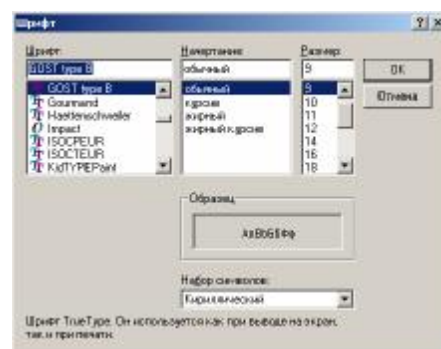 Шрифт
Шрифт: Начертание: Размер:
GOST type B обычный 9 ОК
GOST type B обычный 9 Отмена
Gourmand курсив 10
Haettenschweiler жирный 11
Impact жирный курсив 12
ISOCPEUR 14
ISOCTEUR 16
KidTYPEPaint 18
Образец
АаВbБбФф
Набор символов:
Кириллический
Шрифт TrueType. Он используется как при выводе на экран,
так и при печати.